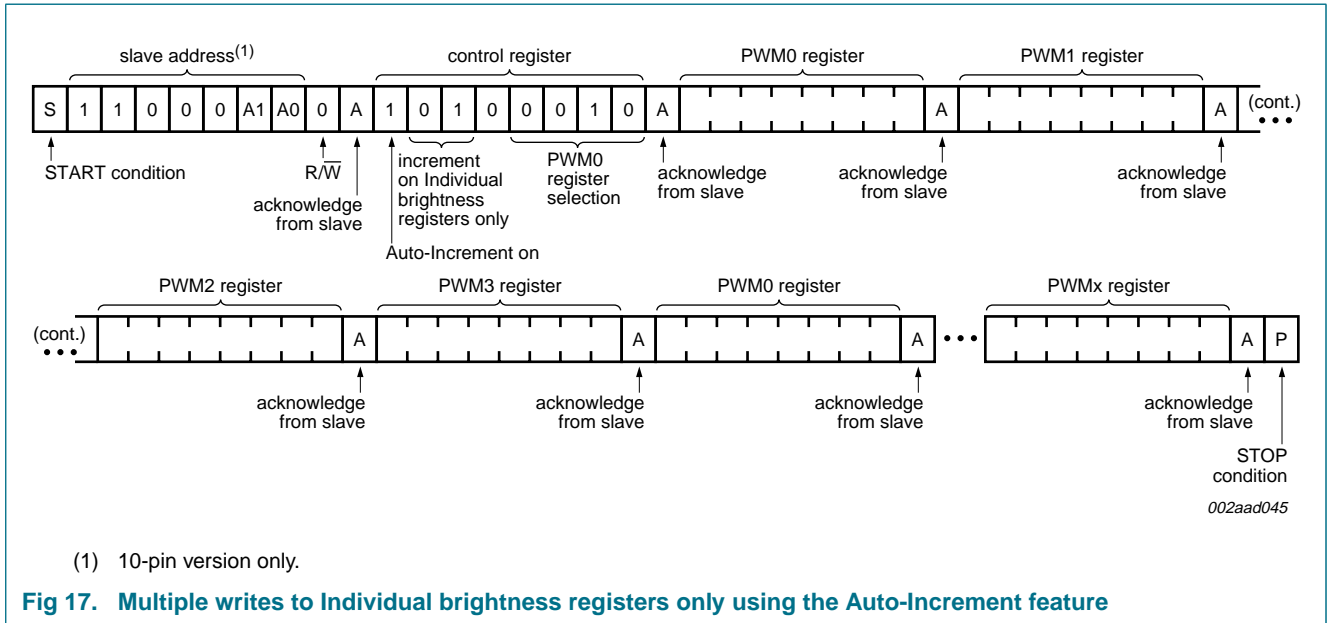 slave address(1) control register PWM0 register PWM1 register
S 1 1 0 0 0 A1 A0 0 A 1 0 1 0 0 0 1 0 A A A (cont.)
START condition
R/W
acknowledge
from slave
Auto-Increment on
increment
on Individual
brightness
registers only
PWM0
register
selection
acknowledge
from slave
acknowledge
from slave
acknowledge
from slave
PWM2 register PWM3 register PWM0 register PWMx register
(cont.) A A A A P
acknowledge
from slave
acknowledge
from slave
acknowledge
from slave
acknowledge
from slave
STOP
condition
002aad045
(1) 10-pin version only.
Fig 17. Multiple writes to Individual brightness registers only using the Auto-Increment feature